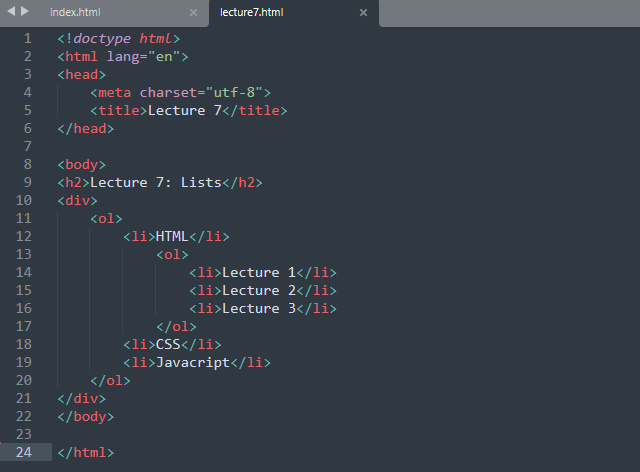 index.html × lecture7.html ×
1 <!doctype html>
2 <html lang="en">
3 <head>
4 <meta charset="utf-8">
5 <title>Lecture 7</title>
6 </head>
7
8 <body>
9 <h2>Lecture 7: Lists</h2>
10 <div>
11 <ol>
12 <li>HTML</li>
13 <ol>
14 <li>Lecture 1</li>
15 <li>Lecture 2</li>
16 <li>Lecture 3</li>
17 </ol>
18 <li>CSS</li>
19 <li>Javacript</li>
20 </ol>
21 </div>
22 </body>
23
24 </html>